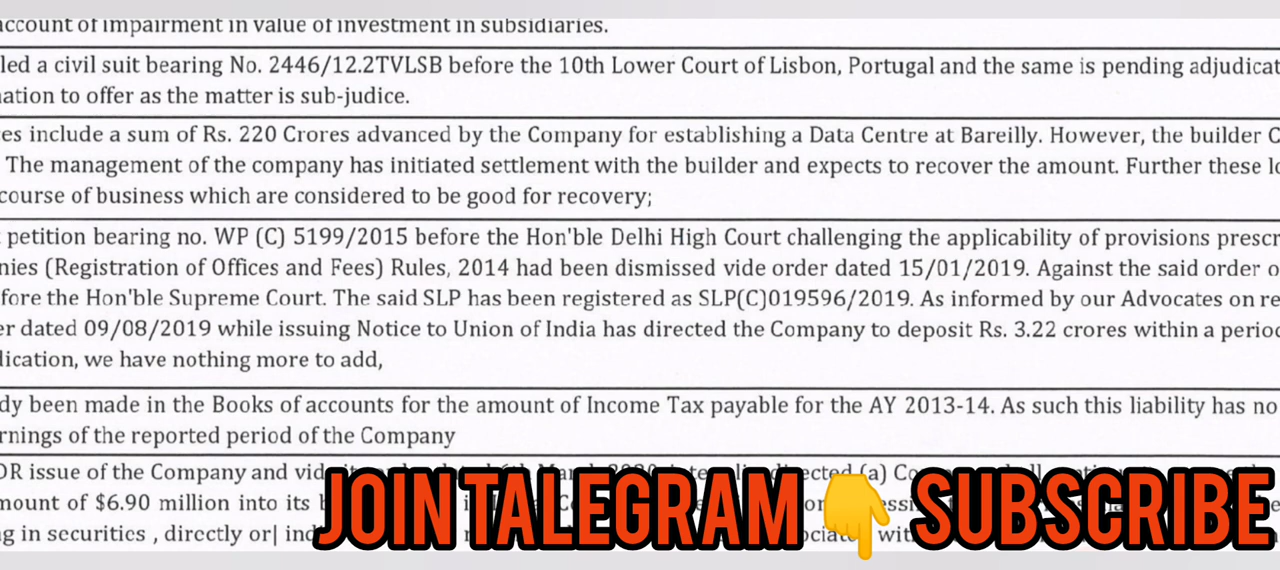 account of impairment in value of investment in subsidiaries.
led a civil suit bearing No. 2446/12.2TVLSB before the 10th Lower Court of Lisbon, Portugal and the same is pending adjudicat
ation to offer as the matter is sub-judice.
es include a sum of Rs. 220 Crores advanced by the Company for establishing a Data Centre at Bareilly. However, the builder C
The management of the company has initiated settlement with the builder and expects to recover the amount. Further these lo
course of business which are considered to be good for recovery;
petition bearing no. WP (C) 5199/2015 before the Hon'ble Delhi High Court challenging the applicability of provisions prescr
nies (Registration of Offices and Fees) Rules, 2014 had been dismissed vide order dated 15/01/2019. Against the said order o
fore the Hon'ble Supreme Court. The said SLP has been registered as SLP(C)019596/2019. As informed by our Advocates on re
er dated 09/08/2019 while issuing Notice to Union of India has directed the Company to deposit Rs. 3.22 crores within a period
lication, we have nothing more to add,
dy been made in the Books of accounts for the amount of Income Tax payable for the AY 2013-14. As such this liability has no
rnings of the reported period of the Company
DR issue of the Company and vid
mount of $6.90 million into its
g in securities , directly or| ind
JOIN TALEGRAM👇SUBSCRIBE